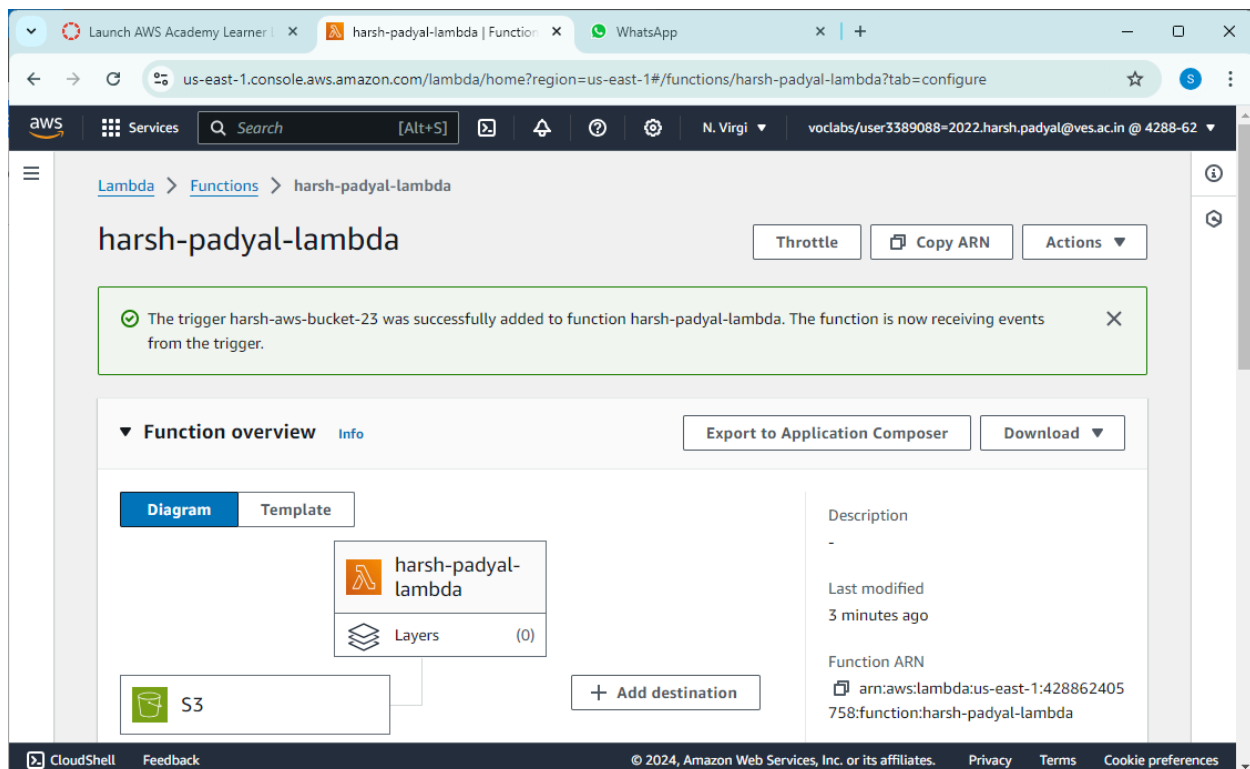 Launch AWS Academy Learner L
harsh-padyal-lambda | Function
WhatsApp
us-east-1.console.aws.amazon.com/lambda/home?region=us-east-1#/functions/harsh-padyal-lambda?tab=configure
S
aws
Services
Search [Alt+S]
N. Virgi
voclabs/user3389088=2022.harsh.padyal@ves.ac.in @ 4288-62
Lambda > Functions > harsh-padyal-lambda
harsh-padyal-lambda
Throttle
Copy ARN
Actions
The trigger harsh-aws-bucket-23 was successfully added to function harsh-padyal-lambda. The function is now receiving events
from the trigger.
Function overview Info
Export to Application Composer
Download
Diagram
Template
harsh-padyal-
lambda
Layers (0)
S3
+ Add destination
Description
-
Last modified
3 minutes ago
Function ARN
arn:aws:lambda:us-east-1:428862405
758:function:harsh-padyal-lambda
CloudShell Feedback © 2024, Amazon Web Services, Inc. or its affiliates. Privacy Terms Cookie preferences